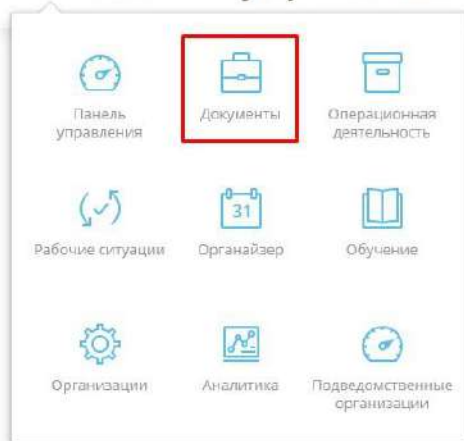 Панель
управления
Документы
Операционная
деятельность
Рабочие ситуации
31
Органайзер
Обучение
Организации
Аналитика
Подведомственные
организации